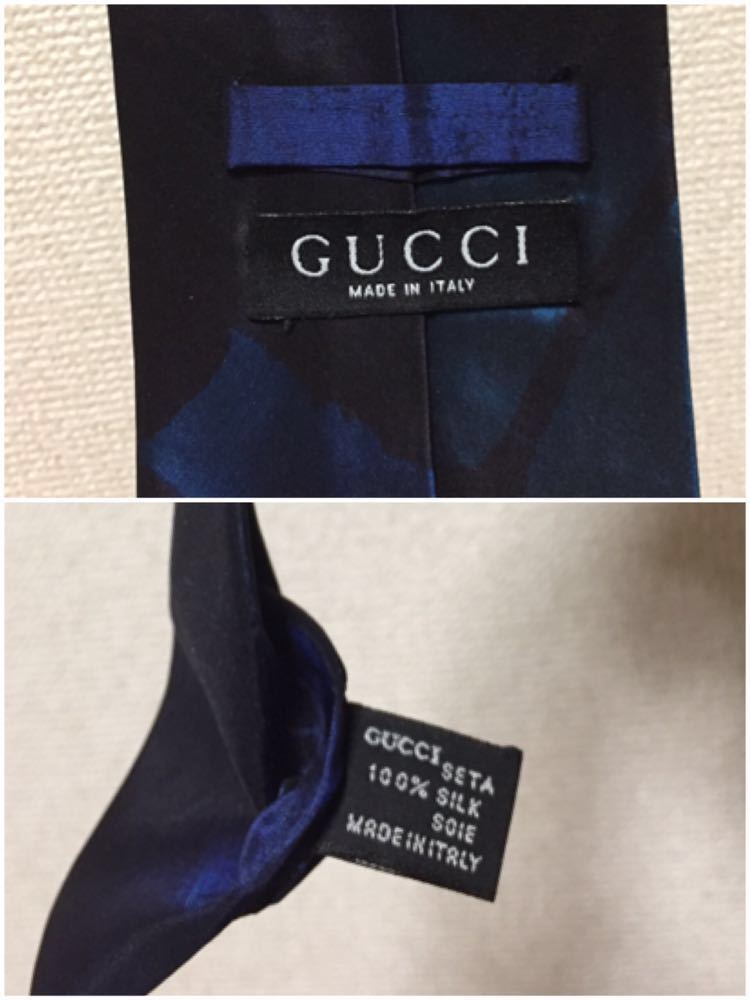 GUCCI
MADE IN ITALY
GUCCI SETA
100% SILK
SOIE
MADE IN ITALY